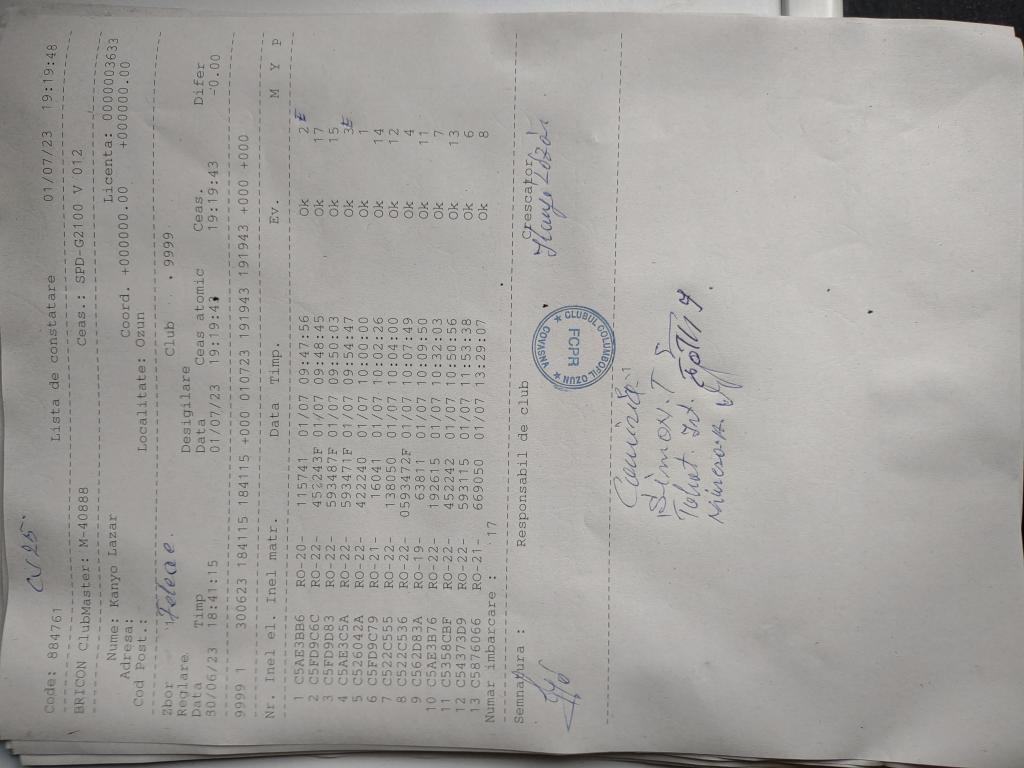 Code: 884761 CV 25 Lista de constatare 01/07/23 19:19:48
BRICON ClubMaster: M-40888 Ceas.: SPD-G2100 V 012
Nume: Kanyo Lazar Licenta: 0000003633
Adresa: Coord. +000000.00 +000000.00
Cod Post.: Localitate: Ozun
Zbor Club 9999
Reglare Desigilare
Data Timp Data Ceas atomic Ceas. Difer
30/06/23 18:41:15 01/07/23 19:19:43 19:19:43 -0.00
9999 1 300623 184115 184115 +000 010723 191943 191943 191943 +000 +000
Nr. Inel el. Inel matr. Data Timp. Ev. M Y P
1 C5AE3BB6 RO-20- 115741 01/07 09:47:56 Ok 2 E
2 C5FD9C6C RO-22- 452243F 01/07 09:48:45 Ok 17
3 C5FD9D83 RO-22- 593487F 01/07 09:50:03 Ok 15
4 C5AE3C5A RO-22- 593471F 01/07 09:54:47 Ok 3 E
5 C526042A RO-22- 422240 01/07 10:00:00 Ok 1
6 C5FD9C79 RO-21- 16041 01/07 10:02:26 Ok 14
7 C522C555 RO-22- 138050 01/07 10:04:00 Ok 12
8 C522C536 RO-22- 0593472F 01/07 10:07:49 Ok 4
9 C562D83A RO-19- 63811 01/07 10:09:50 Ok 11
10 C5AE3B76 RO-22- 192615 01/07 10:32:03 Ok 7
11 C5358CBF RO-22- 452242 01/07 10:50:56 Ok 13
12 C54373D9 RO-22- 593115 01/07 11:53:38 Ok 6
13 C5876066 RO-21- 669050 01/07 13:29:07 Ok 8
Numar imbarcare : 17
Semnatura : Responsabil de club Crescator
COVASNA ★ CLUBUL COLUMBOFIL OZUN ★
FCPR